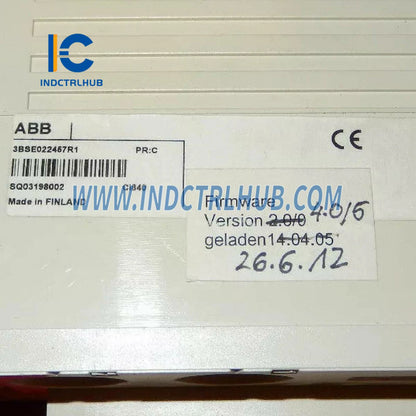 IC
INDCTRLHUB
ABB
3BSE022457R1 PR:C
SQ03198002 CI840
Made in FINLAND
CE
WWW.INDCTRLHUB.COM
Firmware
Version 2.0/0 4.0/5
geladen 14.04.05
26.6.12